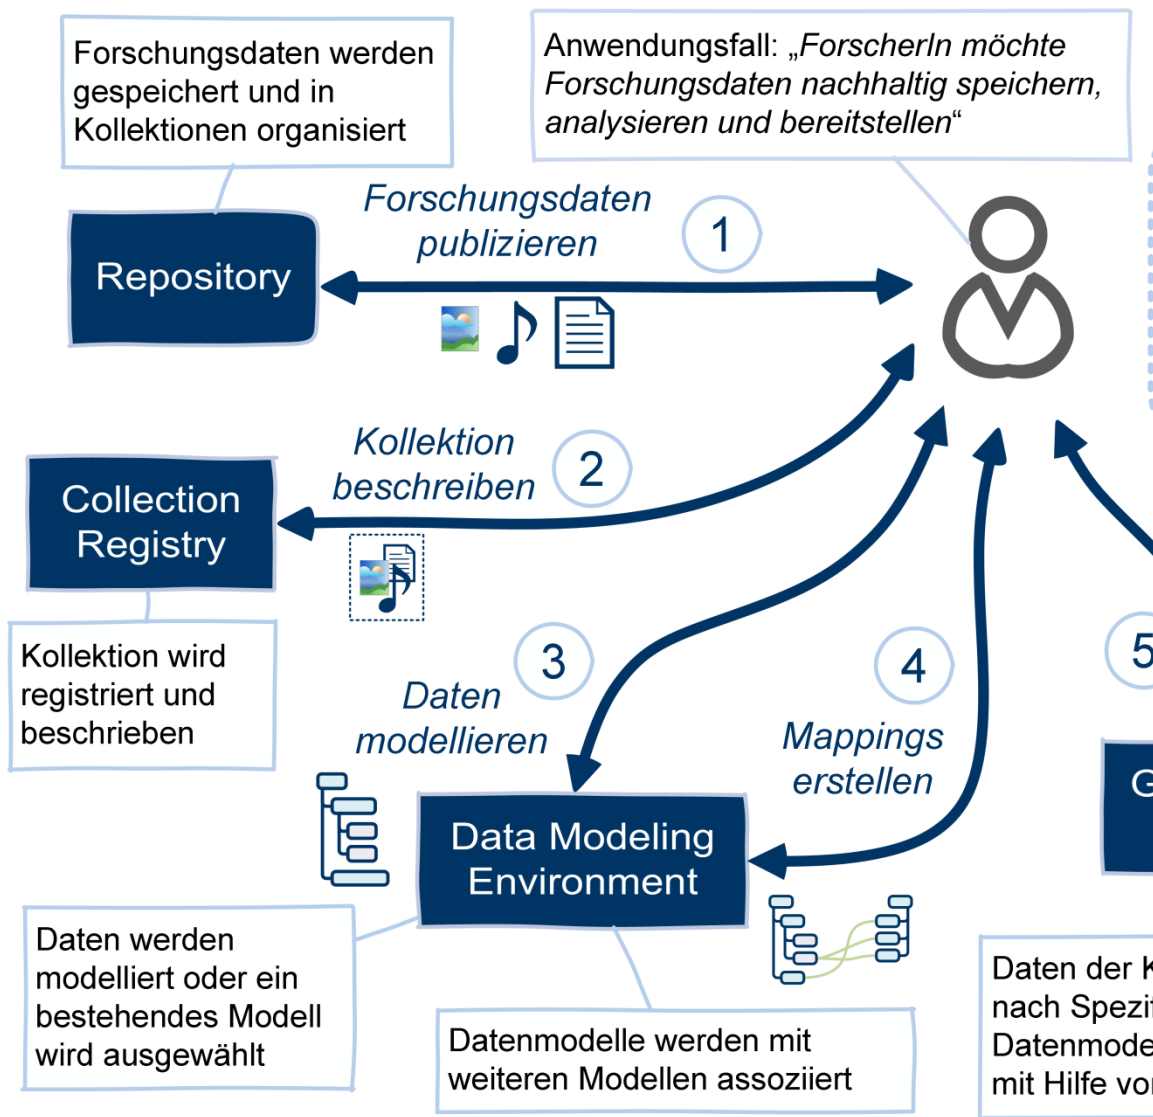 Forschungsdaten werden
gespeichert und in
Kollektionen organisiert
Anwendungsfall: „ForscherIn möchte
Forschungsdaten nachhaltig speichern,
analysieren und bereitstellen“
Forschungsdaten
publizieren
1
Repository
Kollektion
beschreiben
2
Collection
Registry
Kollektion wird
registriert und
beschrieben
3
Daten
modellieren
4
Mappings
erstellen
5
G
Data Modeling
Environment
Daten werden
modelliert oder ein
bestehendes Modell
wird ausgewählt
Datenmodelle werden mit
weiteren Modellen assoziiert
Daten der
nach
mit Hilfe